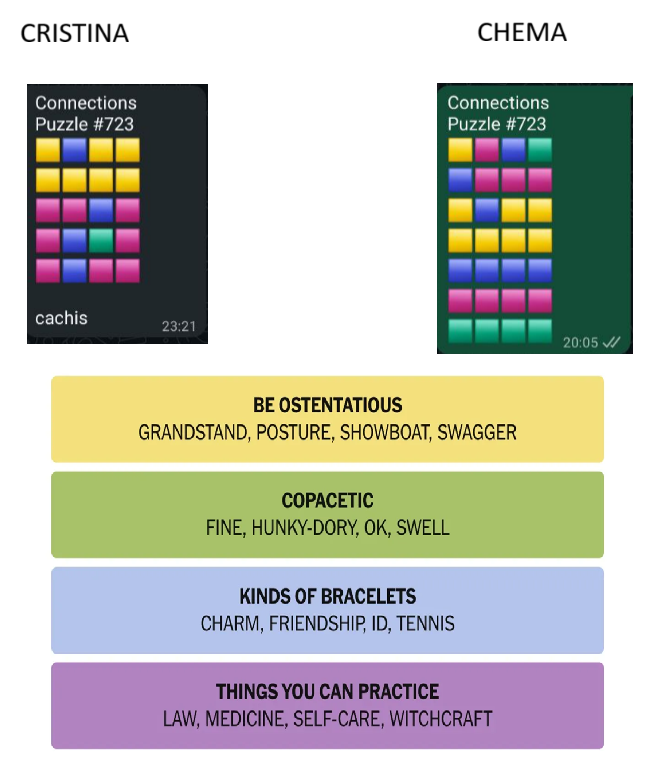 CRISTINA
CHEMA
Connections
Puzzle #723
cachis
23:21
Connections
Puzzle #723
20:05
BE OSTENTATIOUS
GRANDSTAND, POSTURE, SHOWBOAT, SWAGGER
COPACETIC
FINE, HUNKY-DORY, OK, SWELL
KINDS OF BRACELETS
CHARM, FRIENDSHIP, ID, TENNIS
THINGS YOU CAN PRACTICE
LAW, MEDICINE, SELF-CARE, WITCHCRAFT